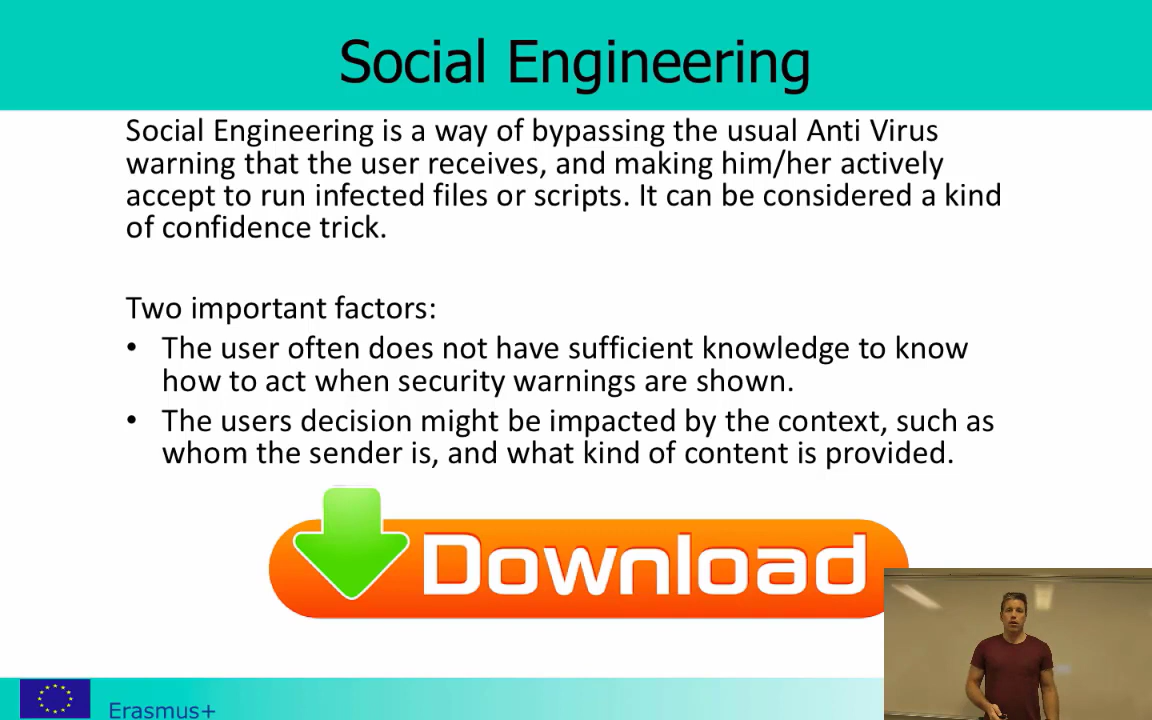 Social Engineering
Social Engineering is a way of bypassing the usual Anti Virus
warning that the user receives, and making him/her actively
accept to run infected files or scripts. It can be considered a kind
of confidence trick.
Two important factors:
• The user often does not have sufficient knowledge to know
how to act when security warnings are shown.
• The users decision might be impacted by the context, such as
whom the sender is, and what kind of content is provided.
Download
Erasmus+